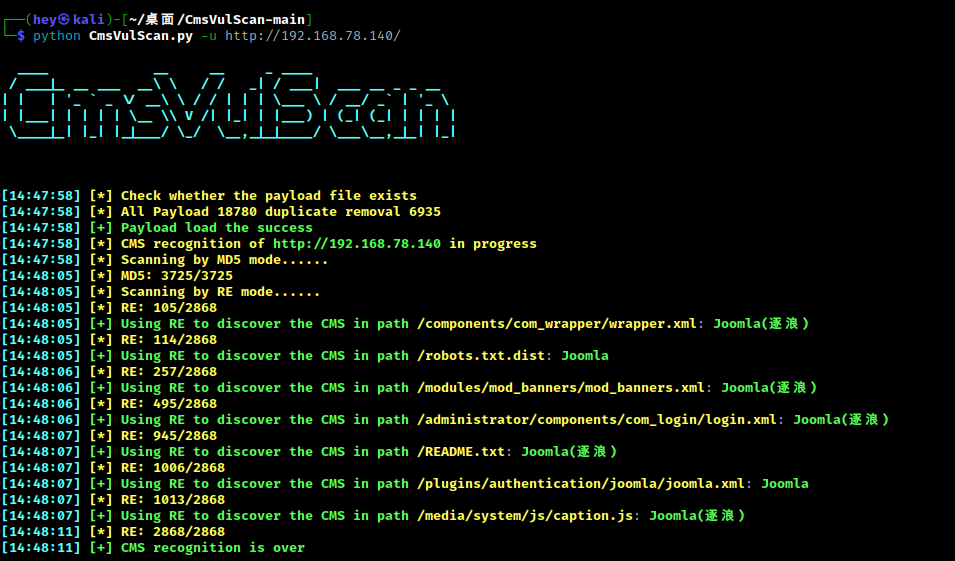 ┌──(hey㉿kali)-[~/桌面/CmsVulScan-main]
└─$ python CmsVulScan.py -u http://192.168.78.140/
CmsVulScan
[14:47:58] [*] Check whether the payload file exists
[14:47:58] [*] All Payload 18780 duplicate removal 6935
[14:47:58] [+] Payload load the success
[14:47:58] [*] CMS recognition of http://192.168.78.140 in progress
[14:47:58] [*] Scanning by MD5 mode......
[14:48:05] [*] MD5: 3725/3725
[14:48:05] [*] Scanning by RE mode......
[14:48:05] [*] RE: 105/2868
[14:48:05] [+] Using RE to discover the CMS in path /components/com_wrapper/wrapper.xml: Joomla(逐浪)
[14:48:05] [*] RE: 114/2868
[14:48:05] [+] Using RE to discover the CMS in path /robots.txt.dist: Joomla
[14:48:06] [*] RE: 257/2868
[14:48:06] [+] Using RE to discover the CMS in path /modules/mod_banners/mod_banners.xml: Joomla(逐浪)
[14:48:06] [*] RE: 495/2868
[14:48:06] [+] Using RE to discover the CMS in path /administrator/components/com_login/login.xml: Joomla(逐浪)
[14:48:07] [*] RE: 945/2868
[14:48:07] [+] Using RE to discover the CMS in path /README.txt: Joomla(逐浪)
[14:48:07] [*] RE: 1006/2868
[14:48:07] [+] Using RE to discover the CMS in path /plugins/authentication/joomla/joomla.xml: Joomla
[14:48:07] [*] RE: 1013/2868
[14:48:07] [+] Using RE to discover the CMS in path /media/system/js/caption.js: Joomla(逐浪)
[14:48:11] [*] RE: 2868/2868
[14:48:11] [+] CMS recognition is over